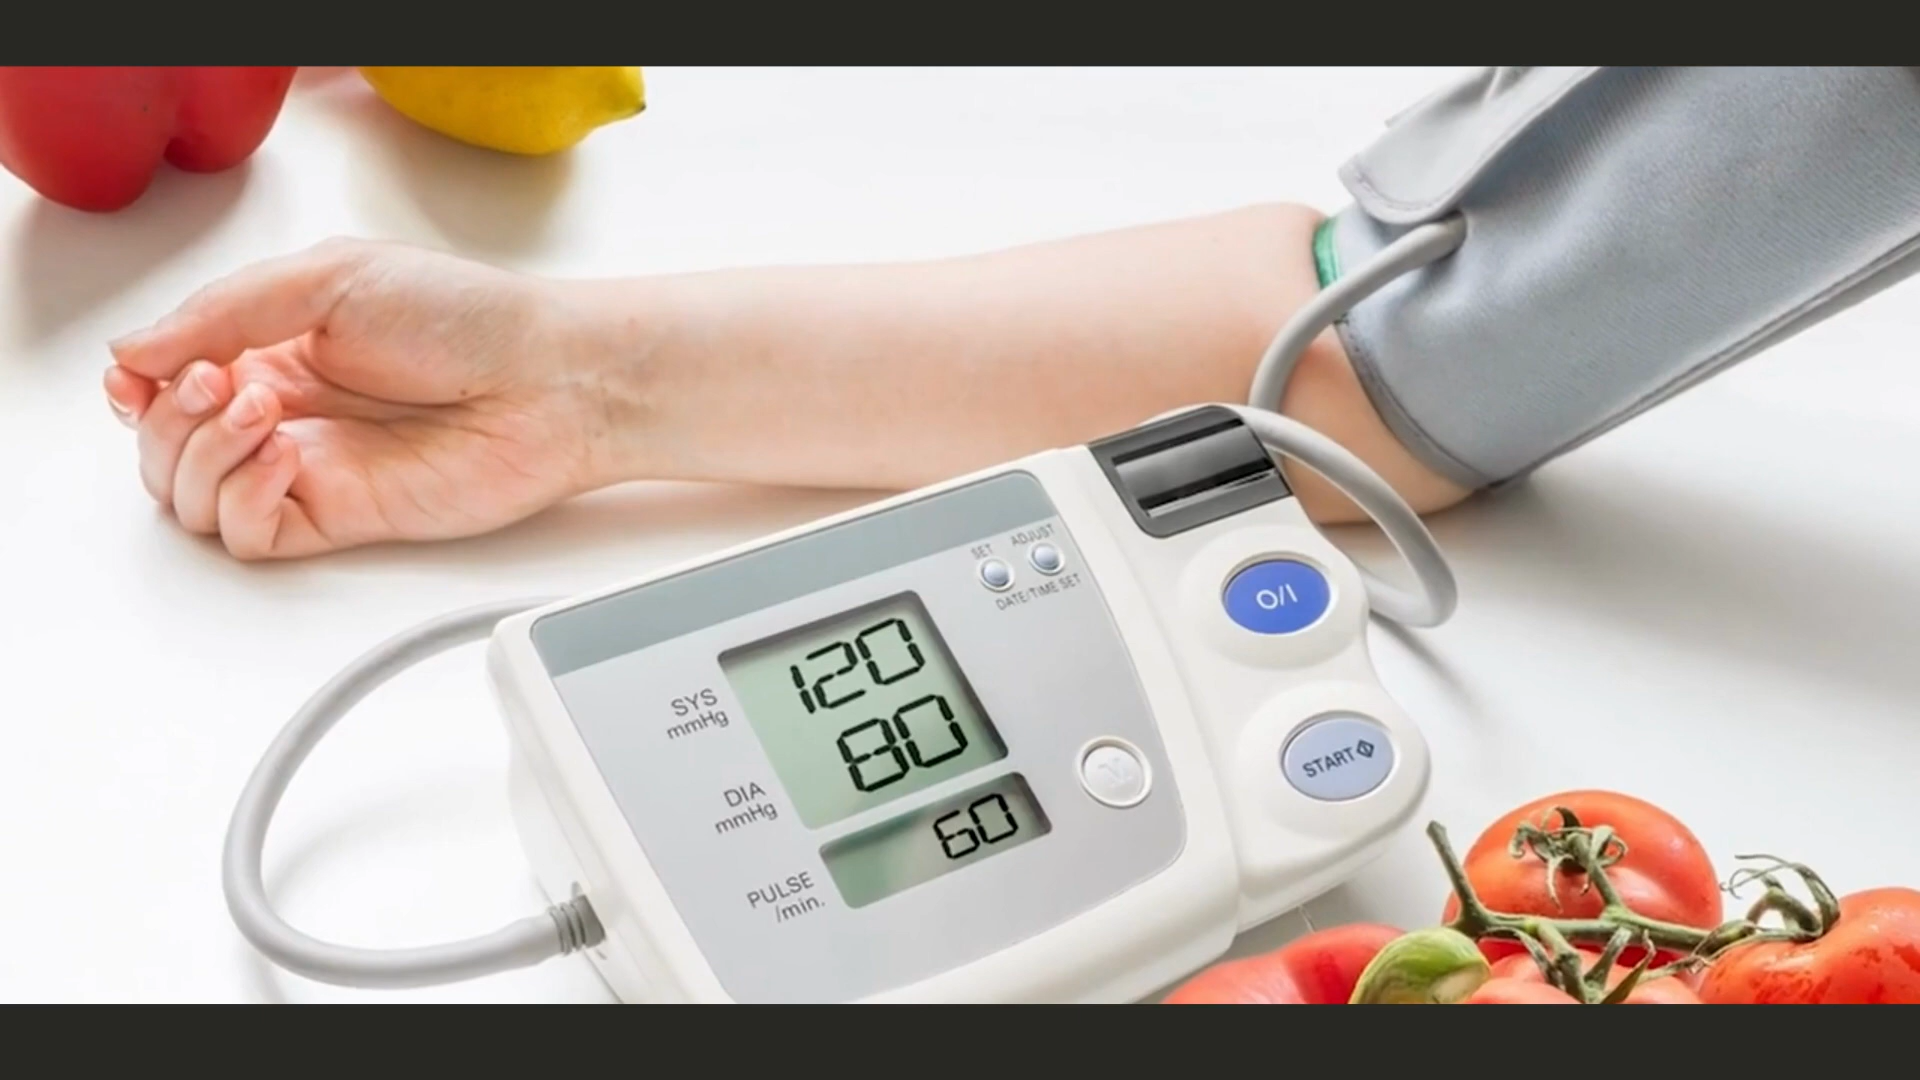 SET ADJUST
DATE/TIME SET
O/I
120
SYS
mmHg
80
DIA
mmHg
START
60
PULSE
/min.